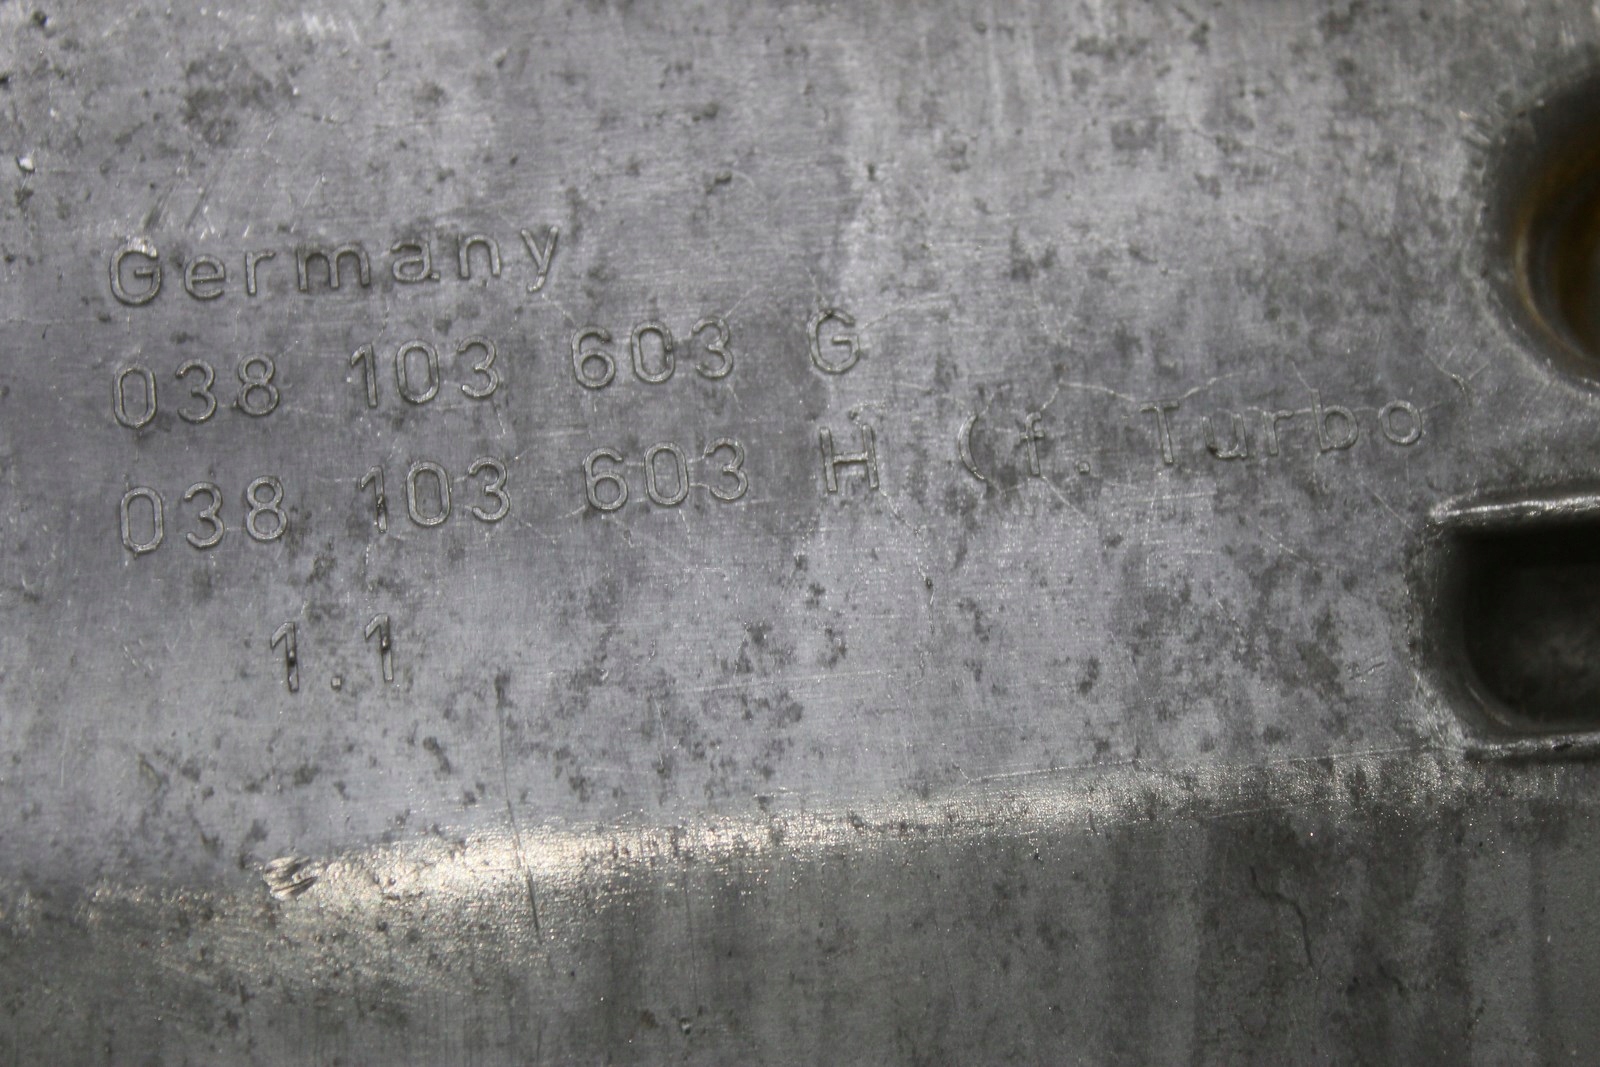 Germany
038 103 603 G
038 103 603 H (f. Turbo
1.1